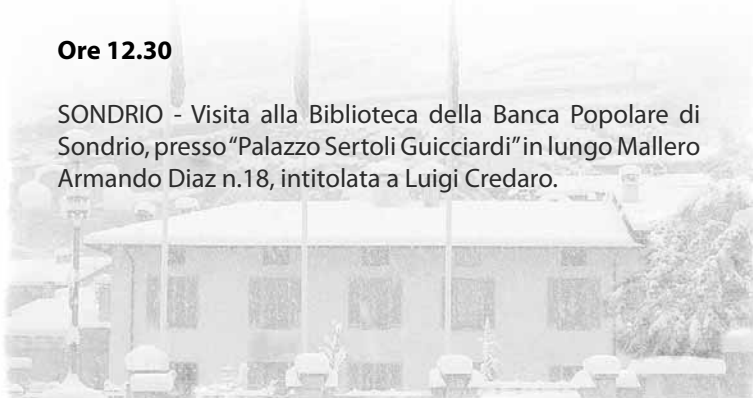 Ore 12.30
SONDRIO - Visita alla Biblioteca della Banca Popolare di
Sondrio, presso “Palazzo Sertoli Guicciardi” in lungo Mallero
Armando Diaz n.18, intitolata a Luigi Credaro.